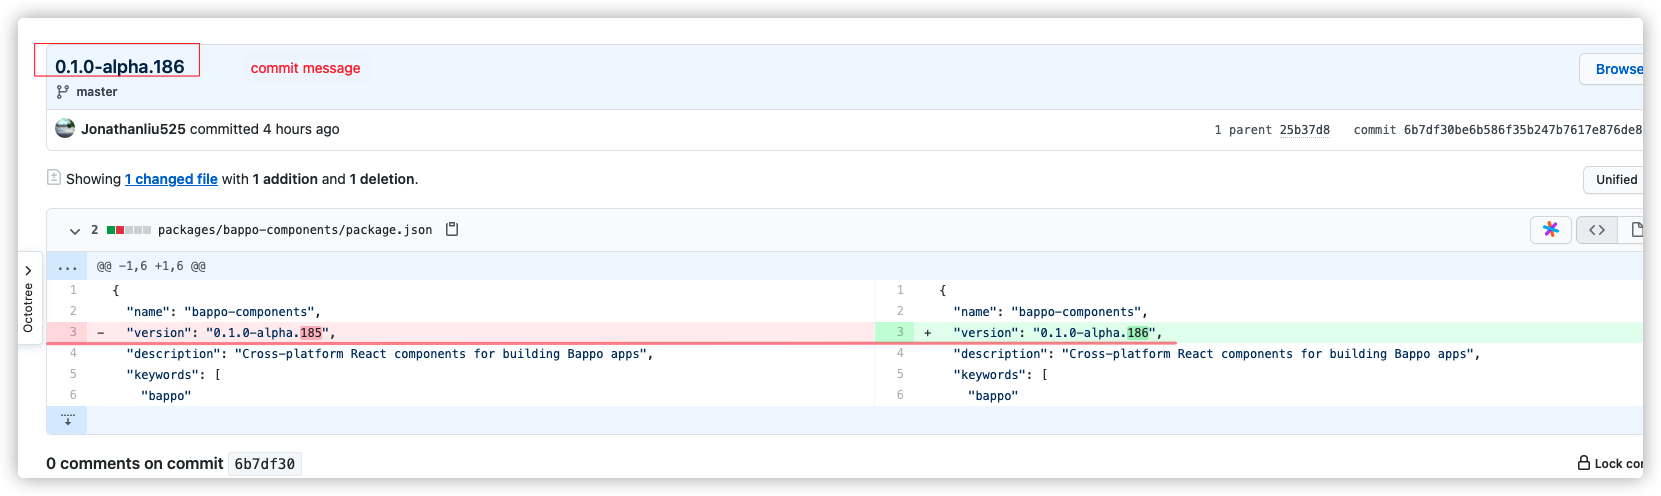 0.1.0-alpha.186
commit message
Browse
master
Jonathanliu525 committed 4 hours ago
1 parent 25b37d8 commit 6b7df30be6b586f35b247b7617e876de8
Showing 1 changed file with 1 addition and 1 deletion.
Unified
2 packages/bappo-components/package.json
<>
Octotree
... @@ -1,6 +1,6 @@
1 { 1 {
2 "name": "bappo-components", 2 "name": "bappo-components",
3 - "version": "0.1.0-alpha.185", 3 + "version": "0.1.0-alpha.186",
4 "description": "Cross-platform React components for building Bappo apps", 4 "description": "Cross-platform React components for building Bappo apps",
5 "keywords": [ 5 "keywords": [
6 "bappo" 6 "bappo"
0 comments on commit 6b7df30
Lock